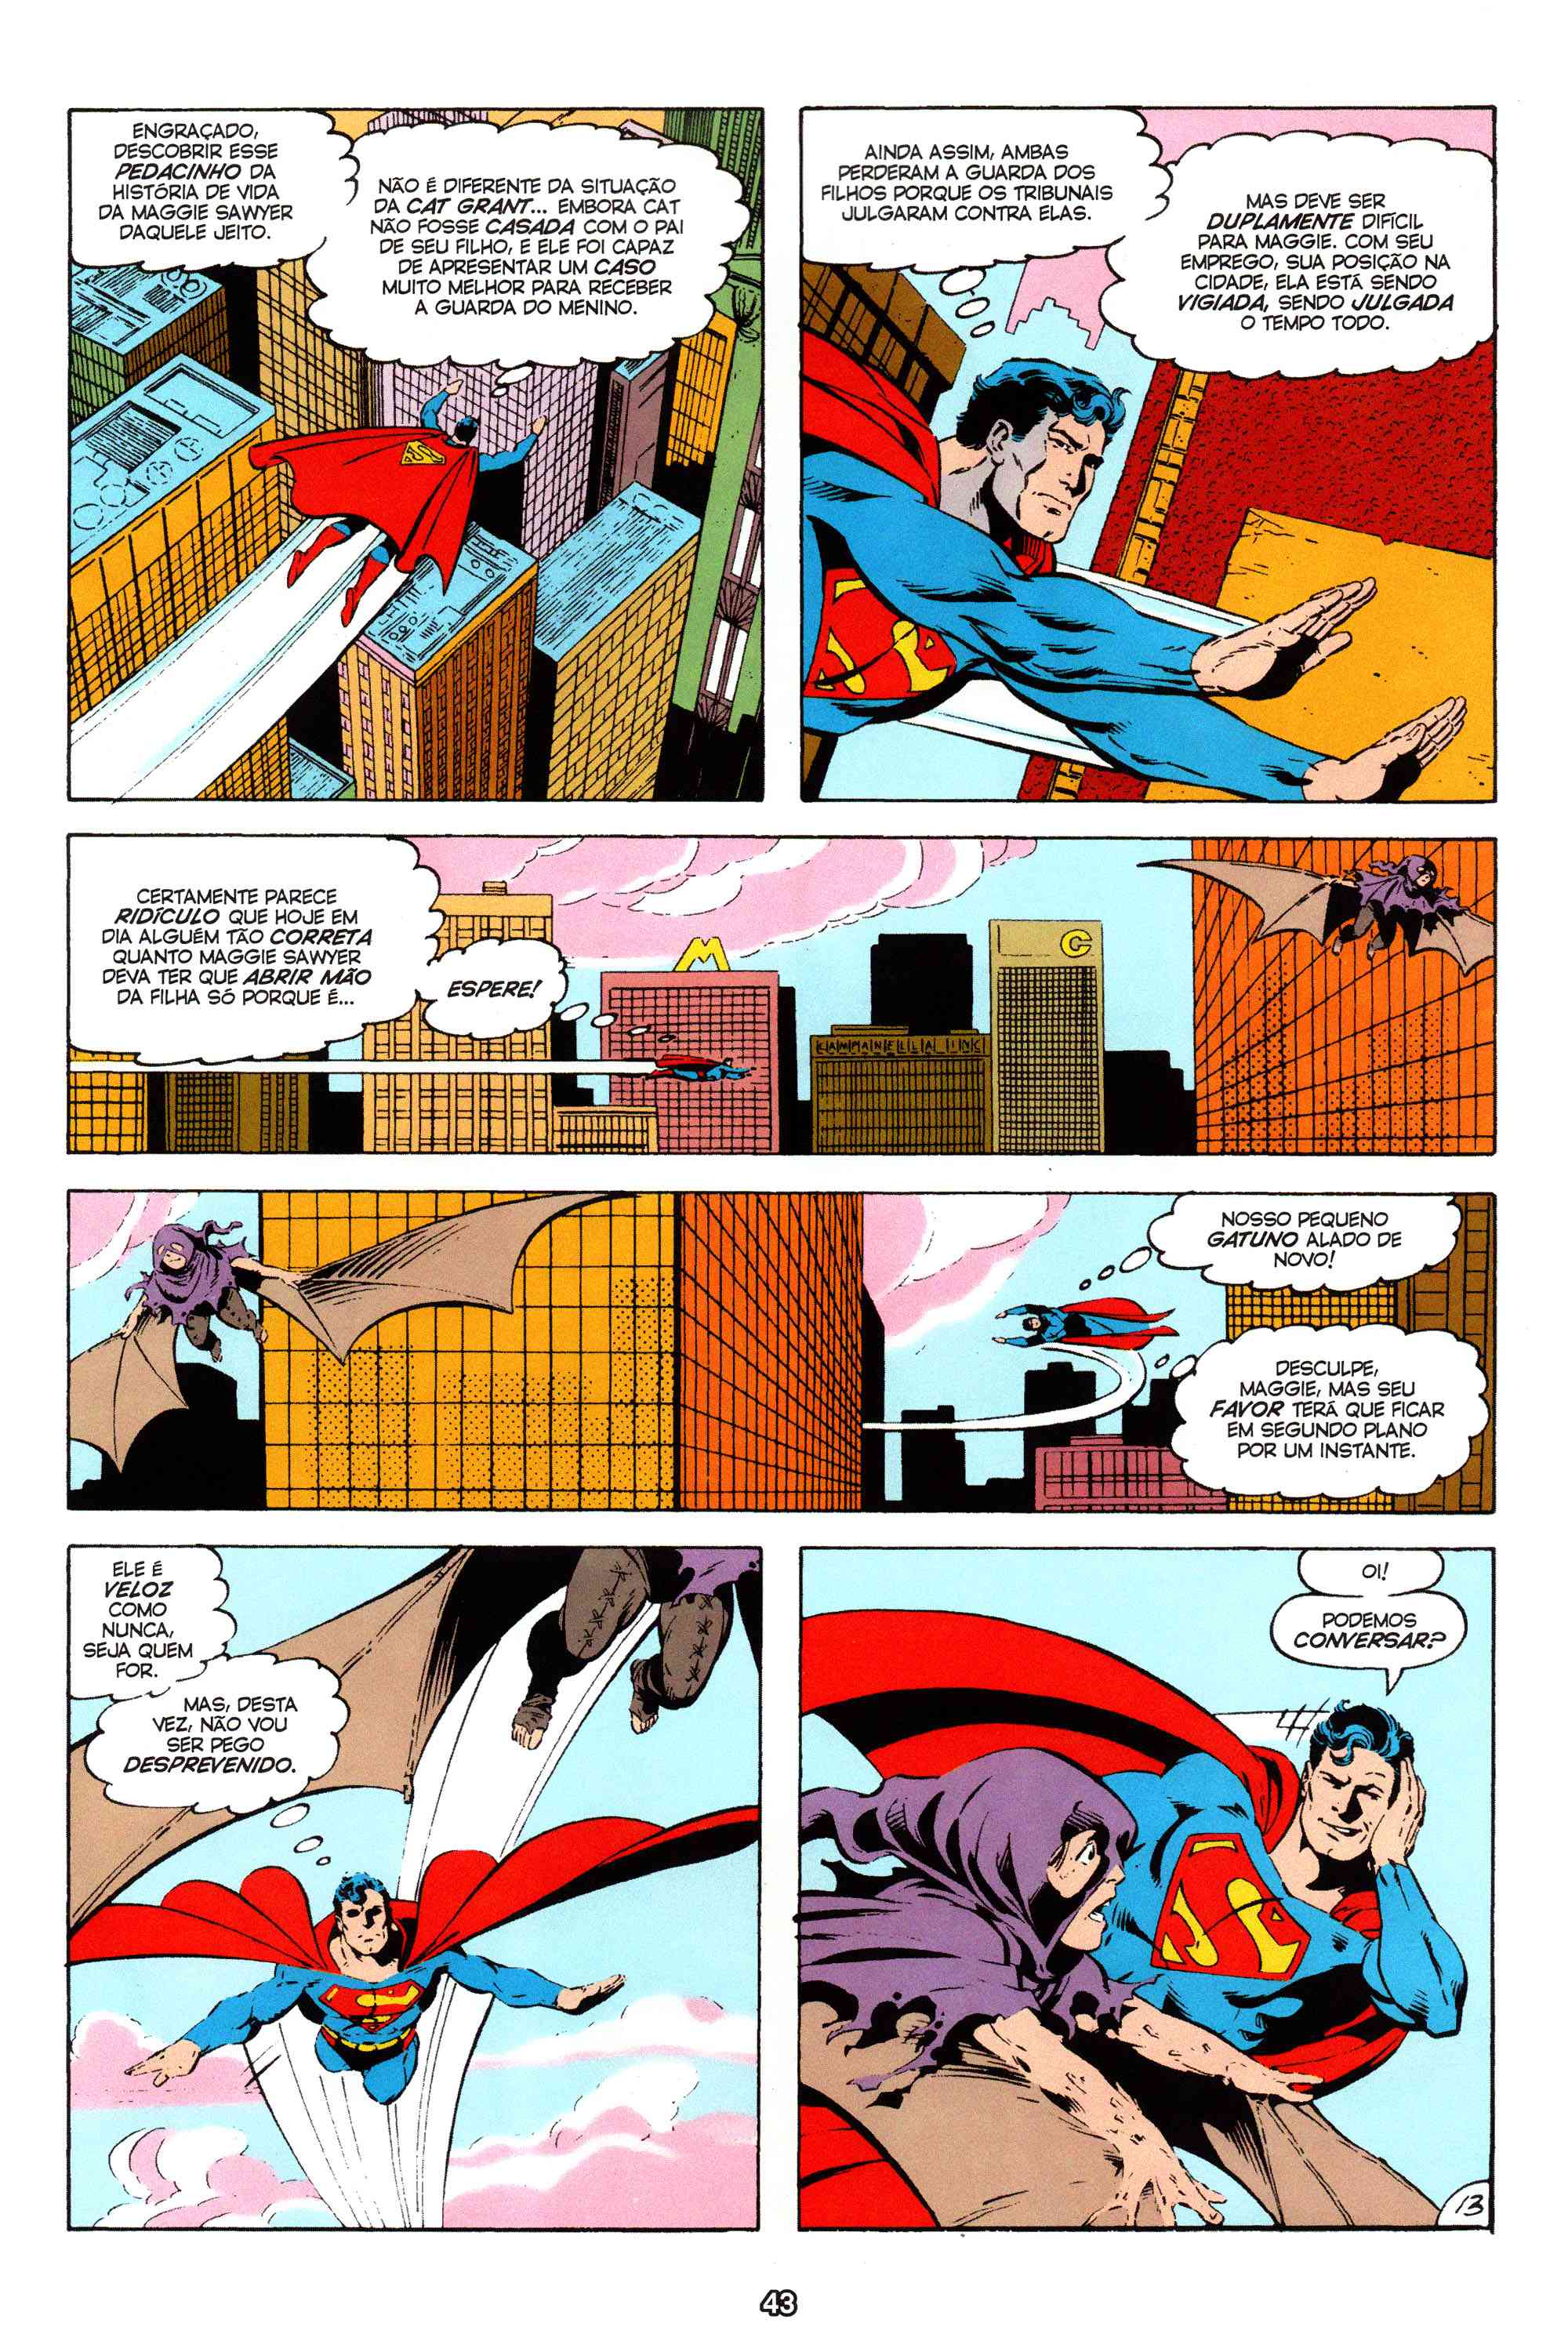 ENGRAÇADO,
DESCOBRIR ESSE
PEDACINHO DA
HISTÓRIA DE VIDA
DA MAGGIE SAWYER
DAQUELE JEITO.
NÃO É DIFERENTE DA SITUAÇÃO
DA CAT GRANT... EMBORA CAT
NÃO FOSSE CASADA COM O PAI
DE SEU FILHO, E ELE FOI CAPAZ
DE APRESENTAR UM CASO
MUITO MELHOR PARA RECEBER
A GUARDA DO MENINO.
AINDA ASSIM, AMBAS
PERDERAM A GUARDA DOS
FILHOS PORQUE OS TRIBUNAIS
JULGARAM CONTRA ELAS.
MAS DEVE SER
DUPLAMENTE DIFÍCIL
PARA MAGGIE. COM SEU
EMPREGO, SUA POSIÇÃO NA
CIDADE, ELA ESTÁ SENDO
VIGIADA, SENDO JULGADA
O TEMPO TODO.
CERTAMENTE PARECE
RIDÍCULO QUE HOJE EM
DIA ALGUÉM TÃO CORRETA
QUANTO MAGGIE SAWYER
DEVA TER QUE ABRIR MÃO
DA FILHA SÓ PORQUE É...
ESPERE!
M
C
CAMPANELLA INC
NOSSO PEQUENO
GATUNO ALADO DE
NOVO!
DESCULPE,
MAGGIE, MAS SEU
FAVOR TERÁ QUE FICAR
EM SEGUNDO PLANO
POR UM INSTANTE.
ELE É
VELOZ
COMO
NUNCA,
SEJA QUEM
FOR.
MAS, DESTA
VEZ, NÃO VOU
SER PEGO
DESPREVENIDO.
OI!
PODEMOS
CONVERSAR?
13
43